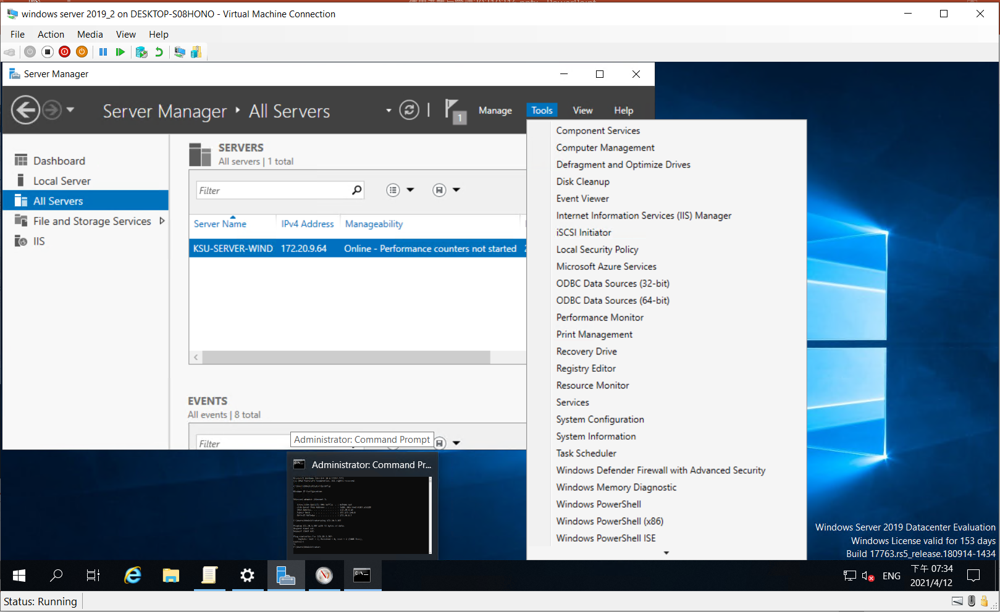 windows server 2019_2 on DESKTOP-S08HONO - Virtual Machine Connection
File Action Media View Help
Server Manager
Server Manager All Servers
1
Manage Tools View Help
Dashboard
Local Server
All Servers
File and Storage Services
IIS
SERVERS
All servers | 1 total
Filter
Server Name IPv4 Address Manageability
KSU-SERVER-WIND 172.20.9.64 Online - Performance counters not started
EVENTS
All events | 8 total
Filter
Administrator: Command Prompt
Administrator: Command Pr...
Component Services
Computer Management
Defragment and Optimize Drives
Disk Cleanup
Event Viewer
Internet Information Services (IIS) Manager
iSCSI Initiator
Local Security Policy
Microsoft Azure Services
ODBC Data Sources (32-bit)
ODBC Data Sources (64-bit)
Performance Monitor
Print Management
Recovery Drive
Registry Editor
Resource Monitor
Services
System Configuration
System Information
Task Scheduler
Windows Defender Firewall with Advanced Security
Windows Memory Diagnostic
Windows PowerShell
Windows PowerShell (x86)
Windows PowerShell ISE
Windows Server 2019 Datacenter Evaluation
Windows License valid for 153 days
Build 17763.rs5_release.180914-1434
ENG
下午 07:34
2021/4/12
Status: Running